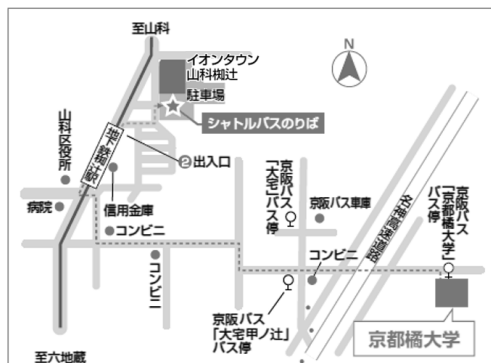 至山科
イオンタウン
山科椥辻
駐車場
N
シャトルバスのりば
地下鉄椥辻駅
②出入口
山科区役所
病院
信用金庫
コンビニ
コンビニ
京阪バス
「大宅」バス停
京阪バス車庫
名神高速道路
京阪バス
「京都橘大学」
バス停
コンビニ
京阪バス
「大宅甲ノ辻」
バス停
京都橘大学
至六地蔵